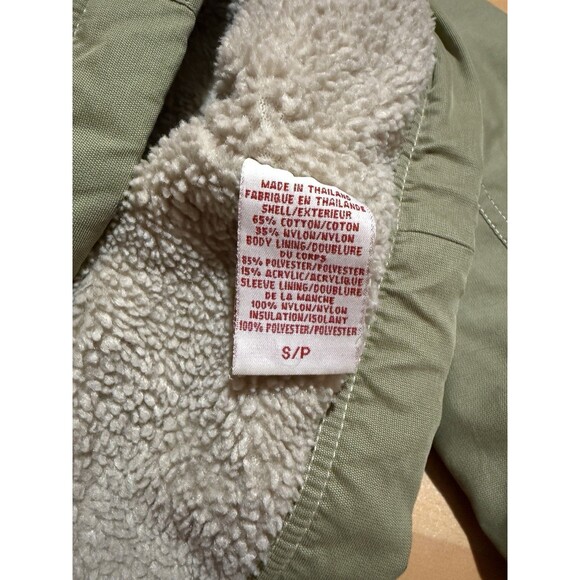 MADE IN THAILAND
FABRIQUE EN THAILANDE
SHELL/EXTERIEUR
65% COTTON/COTON
35% NYLON/NYLON
BODY LINING/DOUBLURE
DU CORPS
85% POLYESTER/POLYESTER
15% ACRYLIC/ACRYLIQUE
SLEEVE LINING/DOUBLURE
DE LA MANCHE
100% NYLON/NYLON
INSULATION/ISOLANT
100% POLYESTER/POLYESTER
S/P